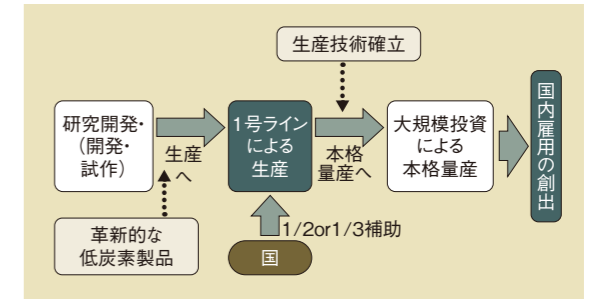 生産技術確立
研究開発・
(開発・
試作)
生産
へ
1号ライン
による
生産
本格
量産へ
大規模投資
による
本格量産
国内雇用の創出
革新的な
低炭素製品
1/2or1/3補助
国